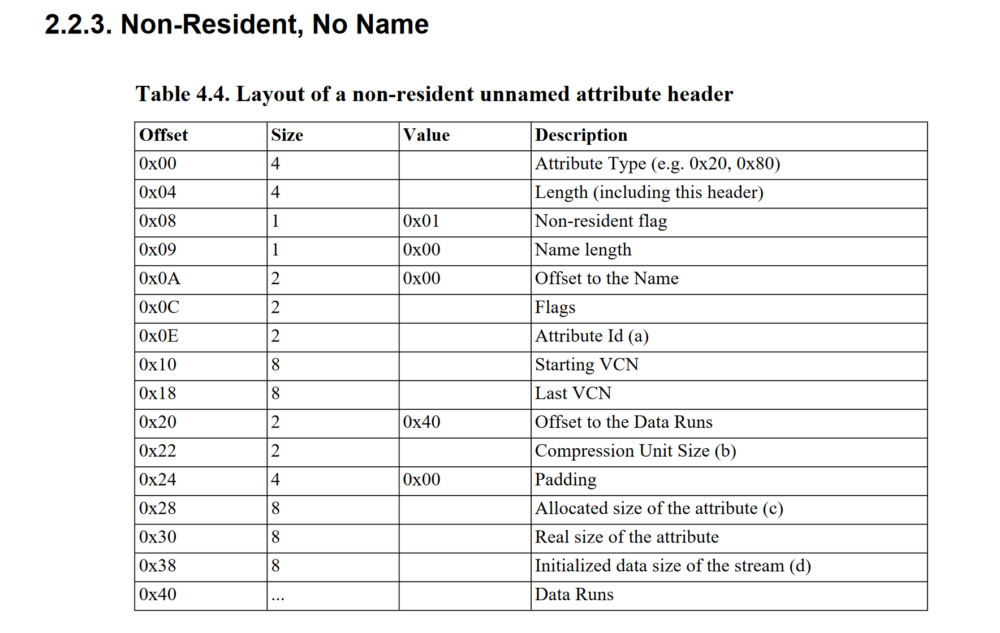 2.2.3. Non-Resident, No Name
Table 4.4. Layout of a non-resident unnamed attribute header
Offset Size Value Description
0x00 4 Attribute Type (e.g. 0x20, 0x80)
0x04 4 Length (including this header)
0x08 1 0x01 Non-resident flag
0x09 1 0x00 Name length
0x0A 2 0x00 Offset to the Name
0x0C 2 Flags
0x0E 2 Attribute Id (a)
0x10 8 Starting VCN
0x18 8 Last VCN
0x20 2 0x40 Offset to the Data Runs
0x22 2 Compression Unit Size (b)
0x24 4 0x00 Padding
0x28 8 Allocated size of the attribute (c)
0x30 8 Real size of the attribute
0x38 8 Initialized data size of the stream (d)
0x40 ... Data Runs